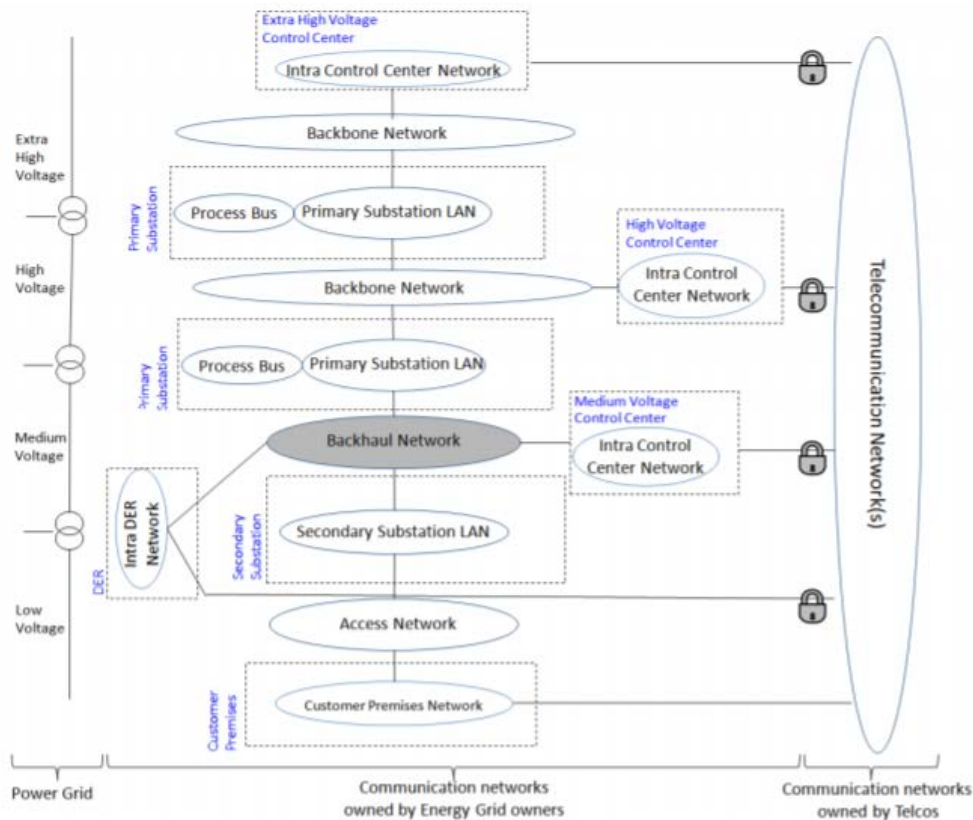 Extra High Voltage
Control Center
Intra Control Center Network
Backbone Network
Extra
High
Voltage
Primary
Substation
Process Bus
Primary Substation LAN
High Voltage
Control Center
Intra Control
Center Network
High
Voltage
Backbone Network
Telecommunication Network(s)
Primary
Substation
Process Bus
Primary Substation LAN
Medium Voltage
Control Center
Intra Control
Center Network
Medium
Voltage
Backhaul Network
Intra DER
Network
DER
Secondary
Substation
Secondary Substation LAN
Low
Voltage
Access Network
Customer
Premises
Customer Premises Network
Power Grid
Communication networks
owned by Energy Grid owners
Communication networks
owned by Telcos